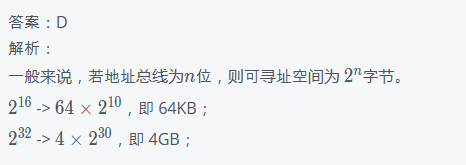 答案：D
解析：
一般来说，若地址总线为n位，则可寻址空间为 2ⁿ字节。
2¹⁶ -> 64 × 2¹⁰，即 64KB；
2³² -> 4 × 2³⁰，即 4GB；